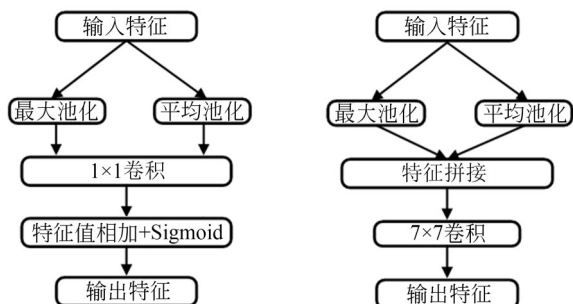 输入特征
最大池化
平均池化
1×1卷积
特征值相加+Sigmoid
输出特征
输入特征
最大池化
平均池化
特征拼接
7×7卷积
输出特征